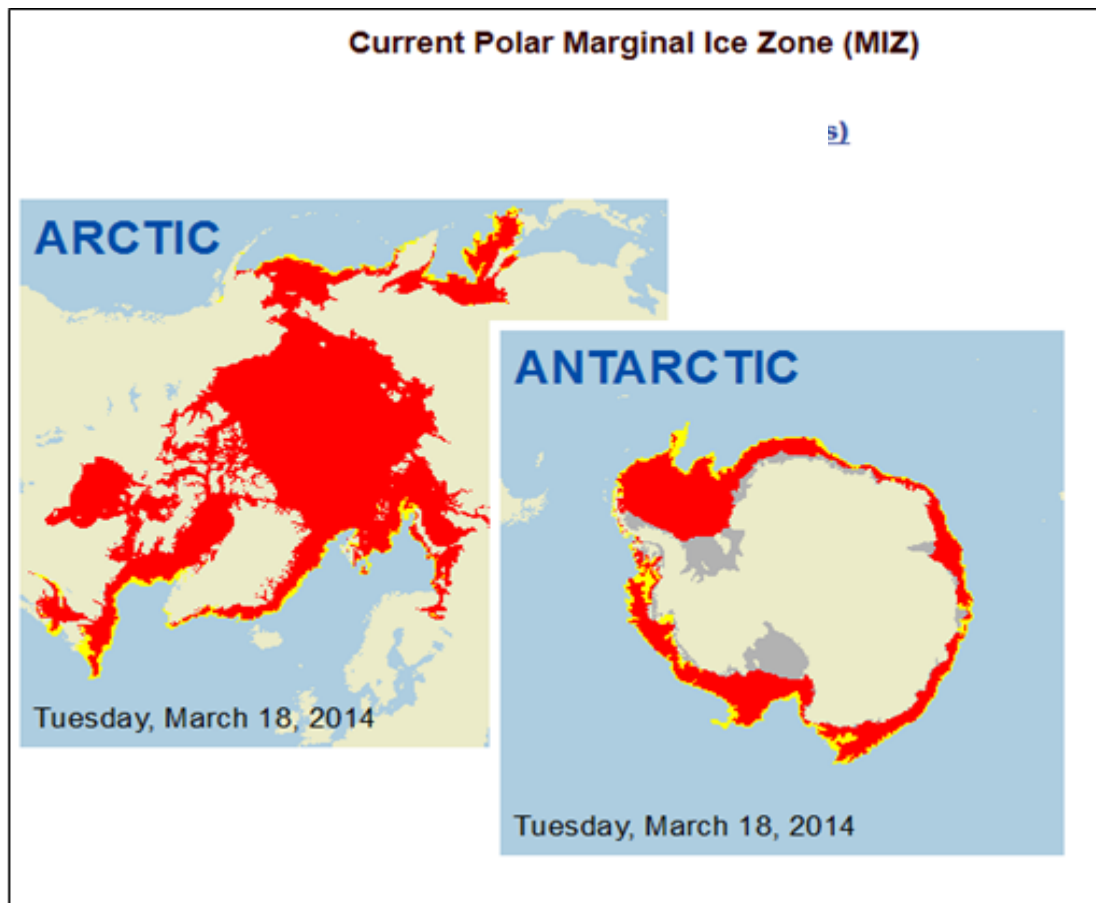 Current Polar Marginal Ice Zone (MIZ)
s)
ARCTIC
Tuesday, March 18, 2014
ANTARCTIC
Tuesday, March 18, 2014